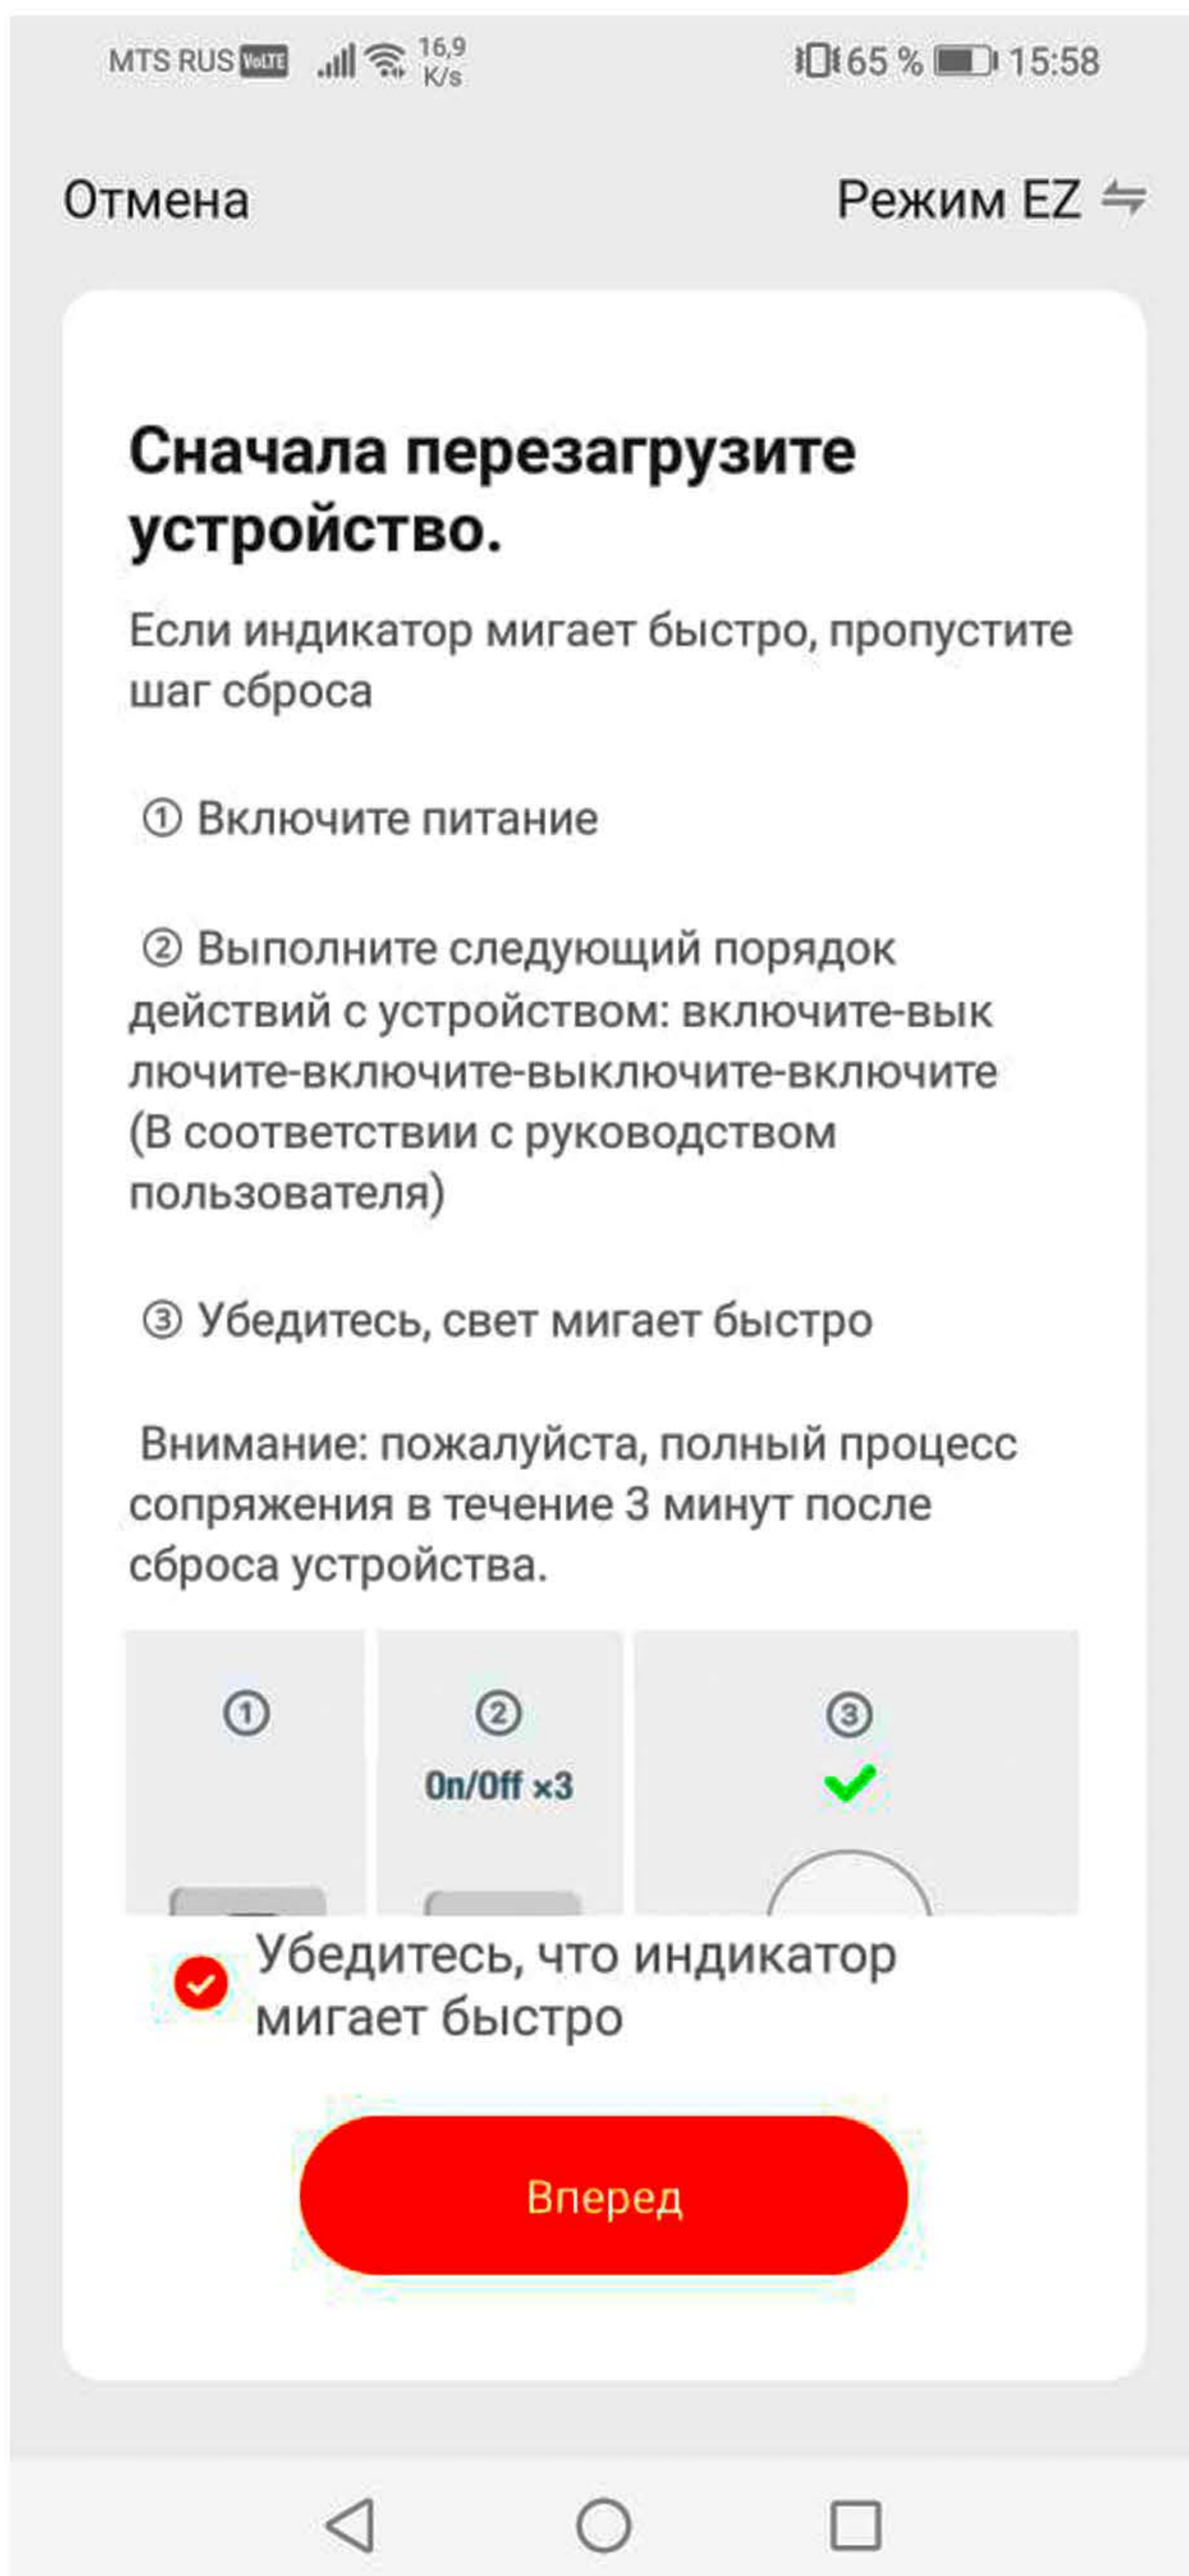 MTS RUS VoLTE 16,9 K/s 65 % 15:58
Отмена Режим EZ
Сначала перезагрузите
устройство.
Если индикатор мигает быстро, пропустите
шаг сброса
① Включите питание
② Выполните следующий порядок
действий с устройством: включите-вык
лючите-включите-выключите-включите
(В соответствии с руководством
пользователя)
③ Убедитесь, свет мигает быстро
Внимание: пожалуйста, полный процесс
сопряжения в течение 3 минут после
сброса устройства.
① ② ③
On/Off ×3
Убедитесь, что индикатор
мигает быстро
Вперед